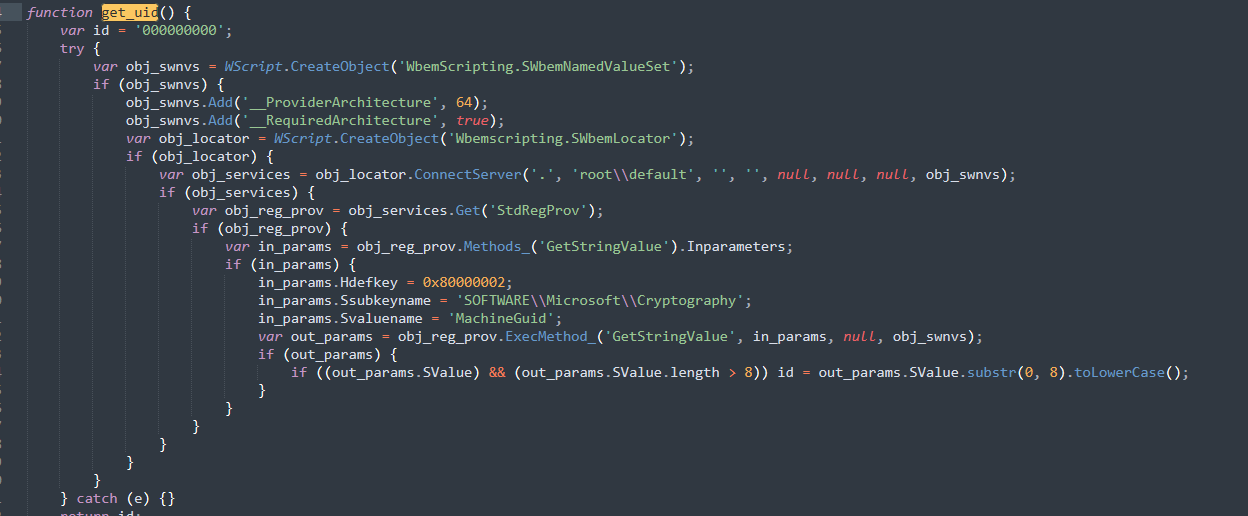 function get_uid() {
    var id = '000000000';
    try {
        var obj_swnvs = WScript.CreateObject('WbemScripting.SWbemNamedValueSet');
        if (obj_swnvs) {
            obj_swnvs.Add('__ProviderArchitecture', 64);
            obj_swnvs.Add('__RequiredArchitecture', true);
            var obj_locator = WScript.CreateObject('Wbemscripting.SWbemLocator');
            if (obj_locator) {
                var obj_services = obj_locator.ConnectServer('.', 'root\\default', '', '', null, null, null, obj_swnvs);
                if (obj_services) {
                    var obj_reg_prov = obj_services.Get('StdRegProv');
                    if (obj_reg_prov) {
                        var in_params = obj_reg_prov.Methods_('GetStringValue').Inparameters;
                        if (in_params) {
                            in_params.Hdefkey = 0x80000002;
                            in_params.Ssubkeyname = 'SOFTWARE\\Microsoft\\Cryptography';
                            in_params.Svaluename = 'MachineGuid';
                            var out_params = obj_reg_prov.ExecMethod_('GetStringValue', in_params, null, obj_swnvs);
                            if (out_params) {
                                if ((out_params.SValue) && (out_params.SValue.length > 8)) id = out_params.SValue.substr(0, 8).toLowerCase();
                            }
                        }
                    }
                }
            }
        }
    } catch (e) {}
    return id;